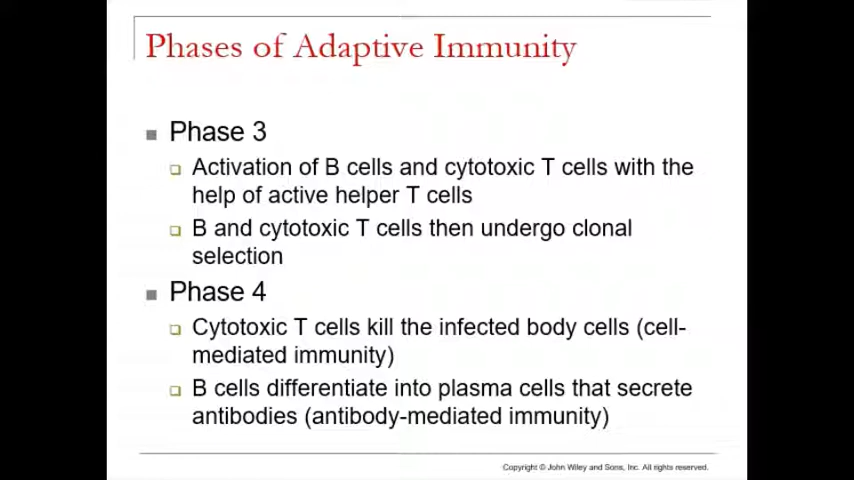 Phases of Adaptive Immunity
Phase 3
Activation of B cells and cytotoxic T cells with the
help of active helper T cells
B and cytotoxic T cells then undergo clonal
selection
Phase 4
Cytotoxic T cells kill the infected body cells (cell-
mediated immunity)
B cells differentiate into plasma cells that secrete
antibodies (antibody-mediated immunity)
Copyright © John Wiley and Sons, Inc. All rights reserved.